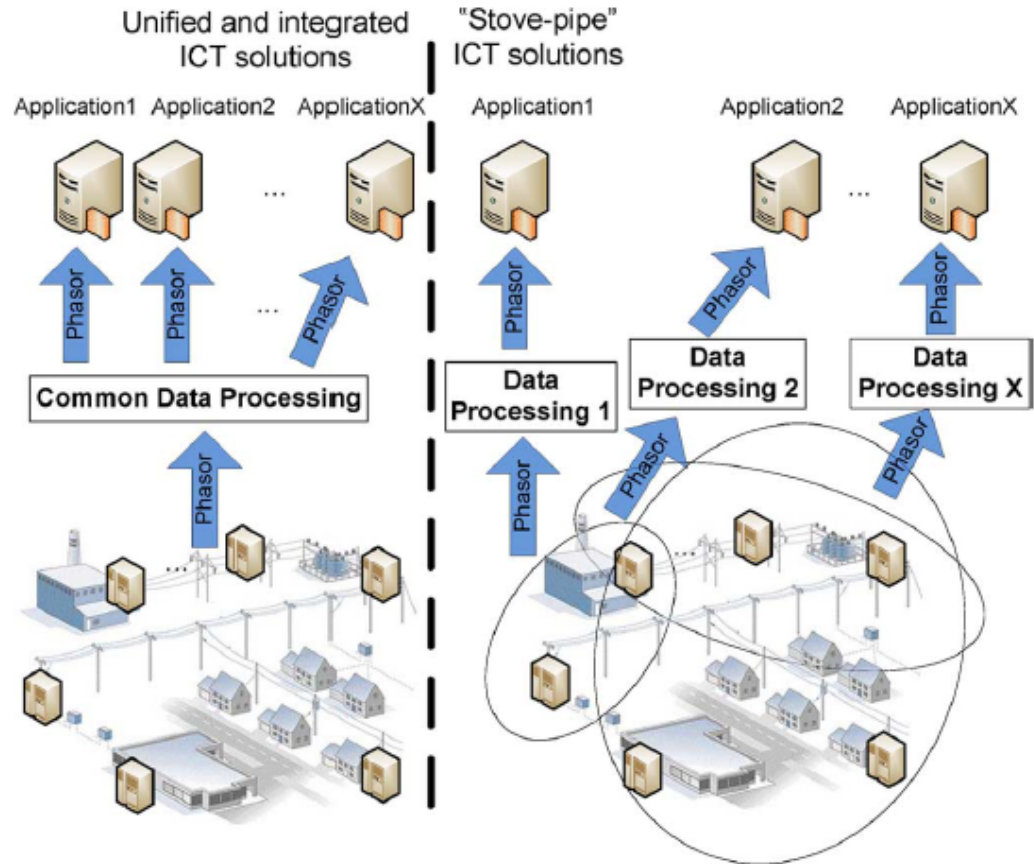 Unified and integrated
ICT solutions
"Stove-pipe"
ICT solutions
Application1
Application2
ApplicationX
Application1
Application2
ApplicationX
...
...
Phasor
Phasor
...
Phasor
Phasor
Phasor
Phasor
Common Data Processing
Data
Processing 1
Data
Processing 2
Data
Processing X
Phasor
Phasor
Phasor
Phasor
...
...